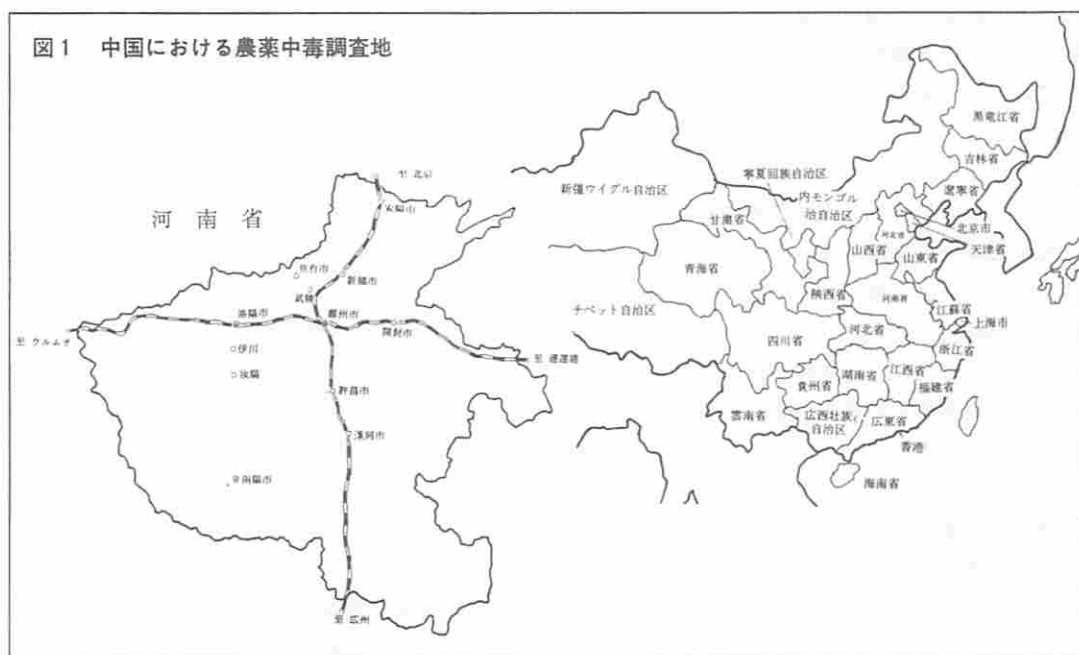 図1 中国における農薬中毒調査地
河南省
至 北京
安陽市
焦作市
新郷市
武陟
洛陽市
鄭州市
開封市
至 ウルムチ
伊川
汝陽
至 連運港
許昌市
漯河市
南陽市
至 広州
黒竜江省
吉林省
遼寧省
寧夏回族自治区
新疆ウイグル自治区
内モンゴル
治自治区
甘粛省
河北省
北京市
天津省
山西省
山東省
青海省
陝西省
河南省
江蘇省
上海市
チベット自治区
四川省
河北省
浙江省
湖南省
江西省
貴州省
福建省
雲南省
広西壮族
自治区
広東省
香港
海南省